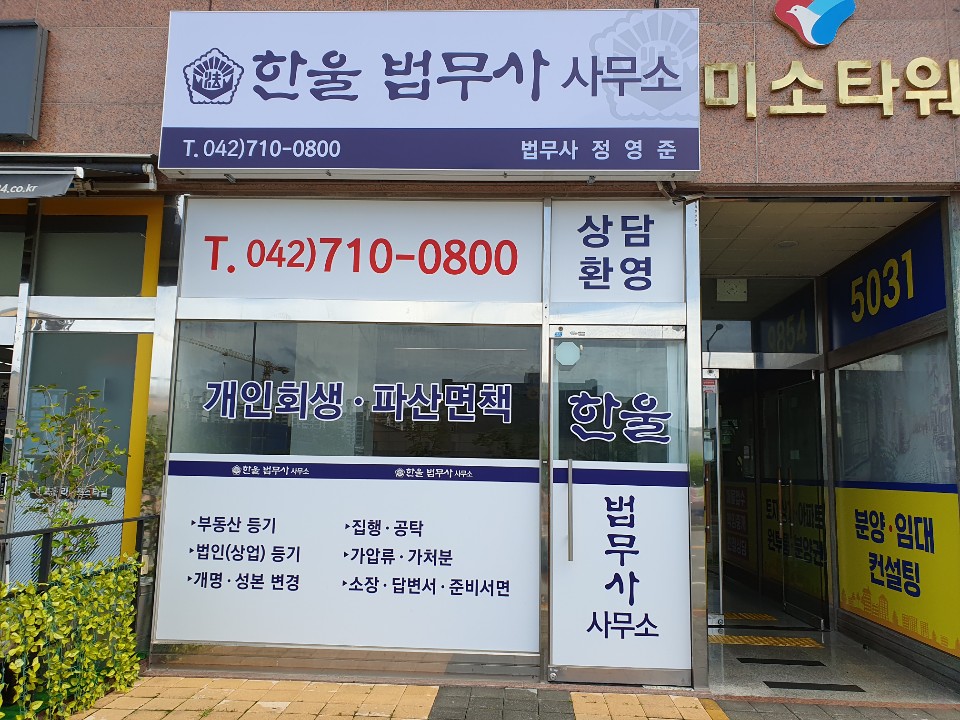 한울 법무사 사무소
T. 042)710-0800
법무사 정영준
미소타워
4.co.kr
T. 042)710-0800
상담
환영
개인회생·파산면책
한울
한울 법무사 사무소
한울 법무사 사무소
▸부동산 등기
▸법인(상업) 등기
▸개명·성본 변경
▸집행·공탁
▸가압류·가처분
▸소장·답변서·준비서면
법무사
사무소
5031
9854
분양·임대
컨설팅